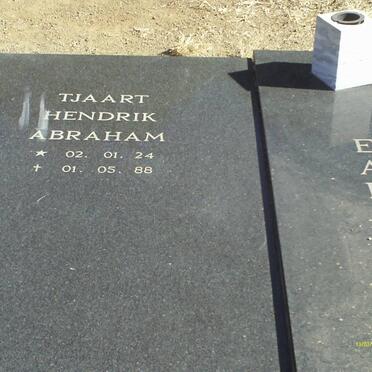 TJAART
HENDRIK
ABRAHAM
* 02. 01. 24
† 01. 05. 88